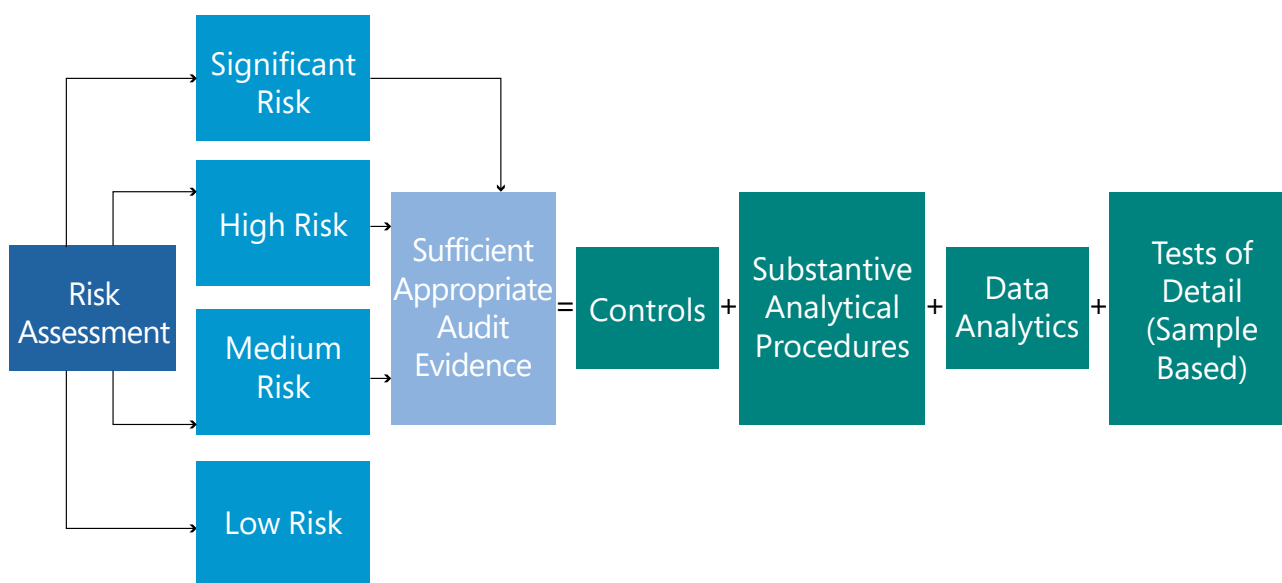 Significant
Risk
High Risk
Risk
Assessment
Medium
Risk
Low Risk
Sufficient
Appropriate
Audit
Evidence
=
Controls
+
Substantive
Analytical
Procedures
+
Data
Analytics
+
Tests of
Detail
(Sample
Based)